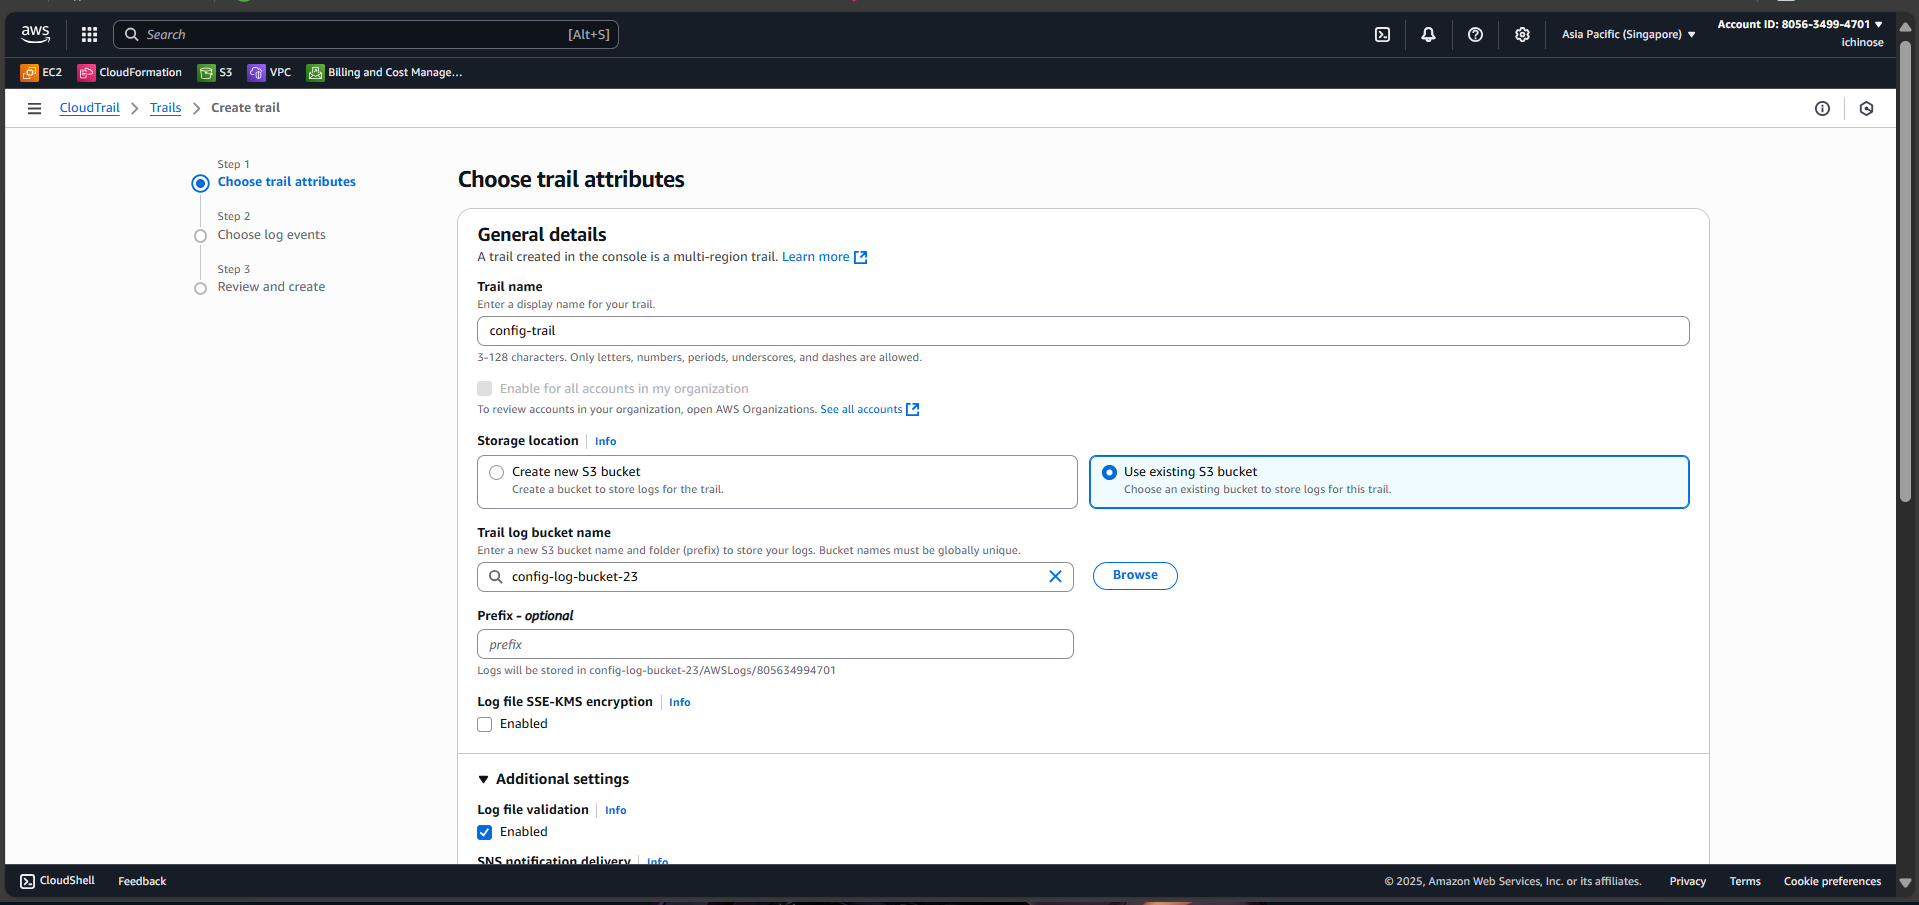 aws
Search [Alt+S]
Asia Pacific (Singapore)
Account ID: 8056-3499-4701
ichinose
EC2 CloudFormation S3 VPC Billing and Cost Manage...
CloudTrail Trails Create trail
Step 1
Choose trail attributes
Step 2
Choose log events
Step 3
Review and create
Choose trail attributes
General details
A trail created in the console is a multi-region trail. Learn more
Trail name
Enter a display name for your trail.
config-trail
3-128 characters. Only letters, numbers, periods, underscores, and dashes are allowed.
Enable for all accounts in my organization
To review accounts in your organization, open AWS Organizations. See all accounts
Storage location Info
Create new S3 bucket
Create a bucket to store logs for the trail.
Use existing S3 bucket
Choose an existing bucket to store logs for this trail.
Trail log bucket name
Enter a new S3 bucket name and folder (prefix) to store your logs. Bucket names must be globally unique.
config-log-bucket-23
Browse
Prefix - optional
prefix
Logs will be stored in config-log-bucket-23/AWSLogs/805634994701
Log file SSE-KMS encryption Info
Enabled
Additional settings
Log file validation Info
Enabled
SNS notification delivery Info
CloudShell Feedback
© 2025, Amazon Web Services, Inc. or its affiliates. Privacy Terms Cookie preferences